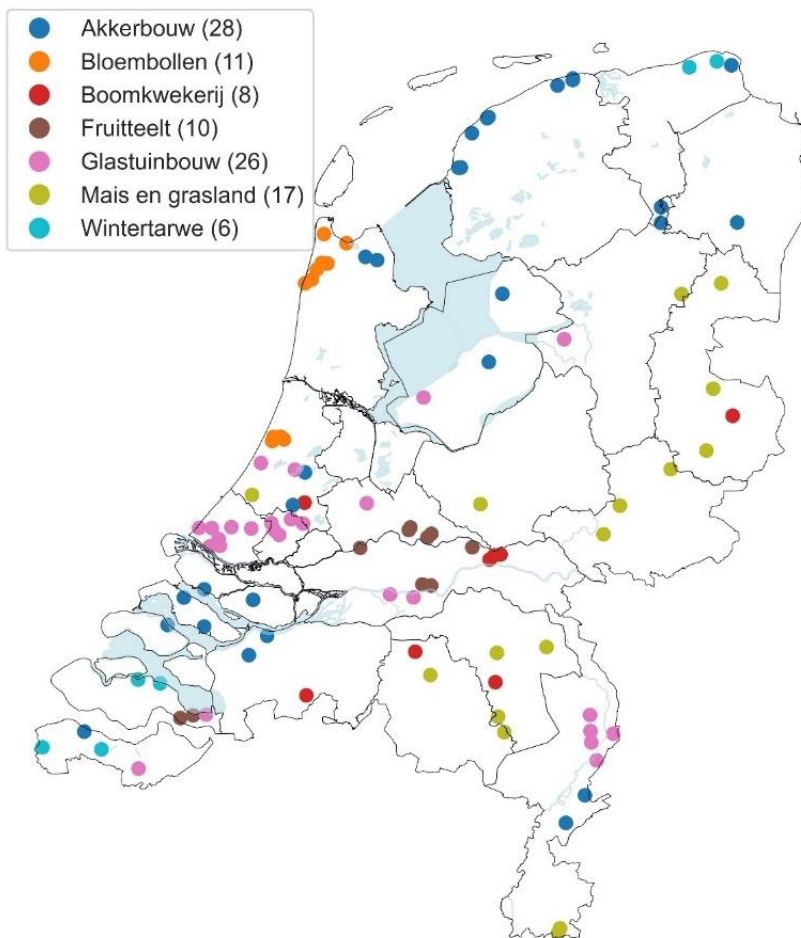 Akkerbouw (28)
Bloembollen (11)
Boomkwekerij (8)
Fruitteelt (10)
Glastuinbouw (26)
Mais en grasland (17)
Wintertarwe (6)